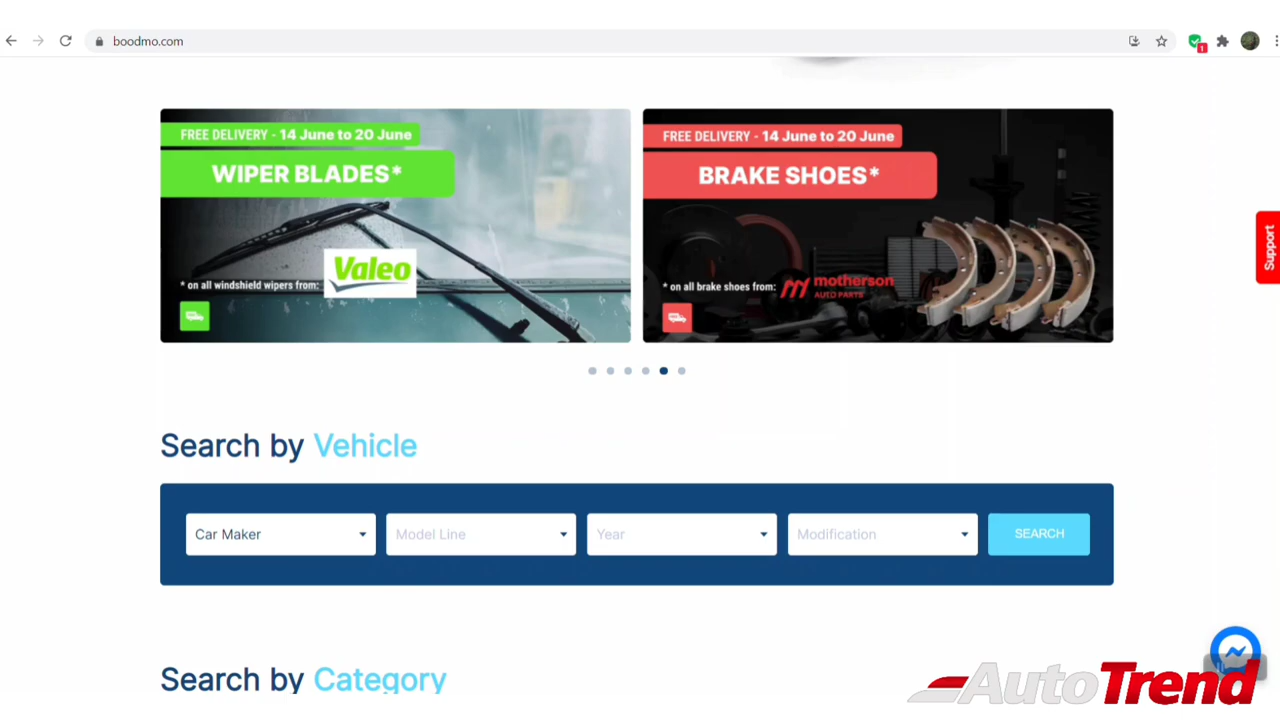 boodmo.com
1
FREE DELIVERY - 14 June to 20 June
WIPER BLADES*
* on all windshield wipers from:
Valeo
FREE DELIVERY - 14 June to 20 June
BRAKE SHOES*
* on all brake shoes from:
motherson
AUTO PARTS
Support
Search by Vehicle
Car Maker
Model Line
Year
Modification
SEARCH
Search by Category
AutoTrend